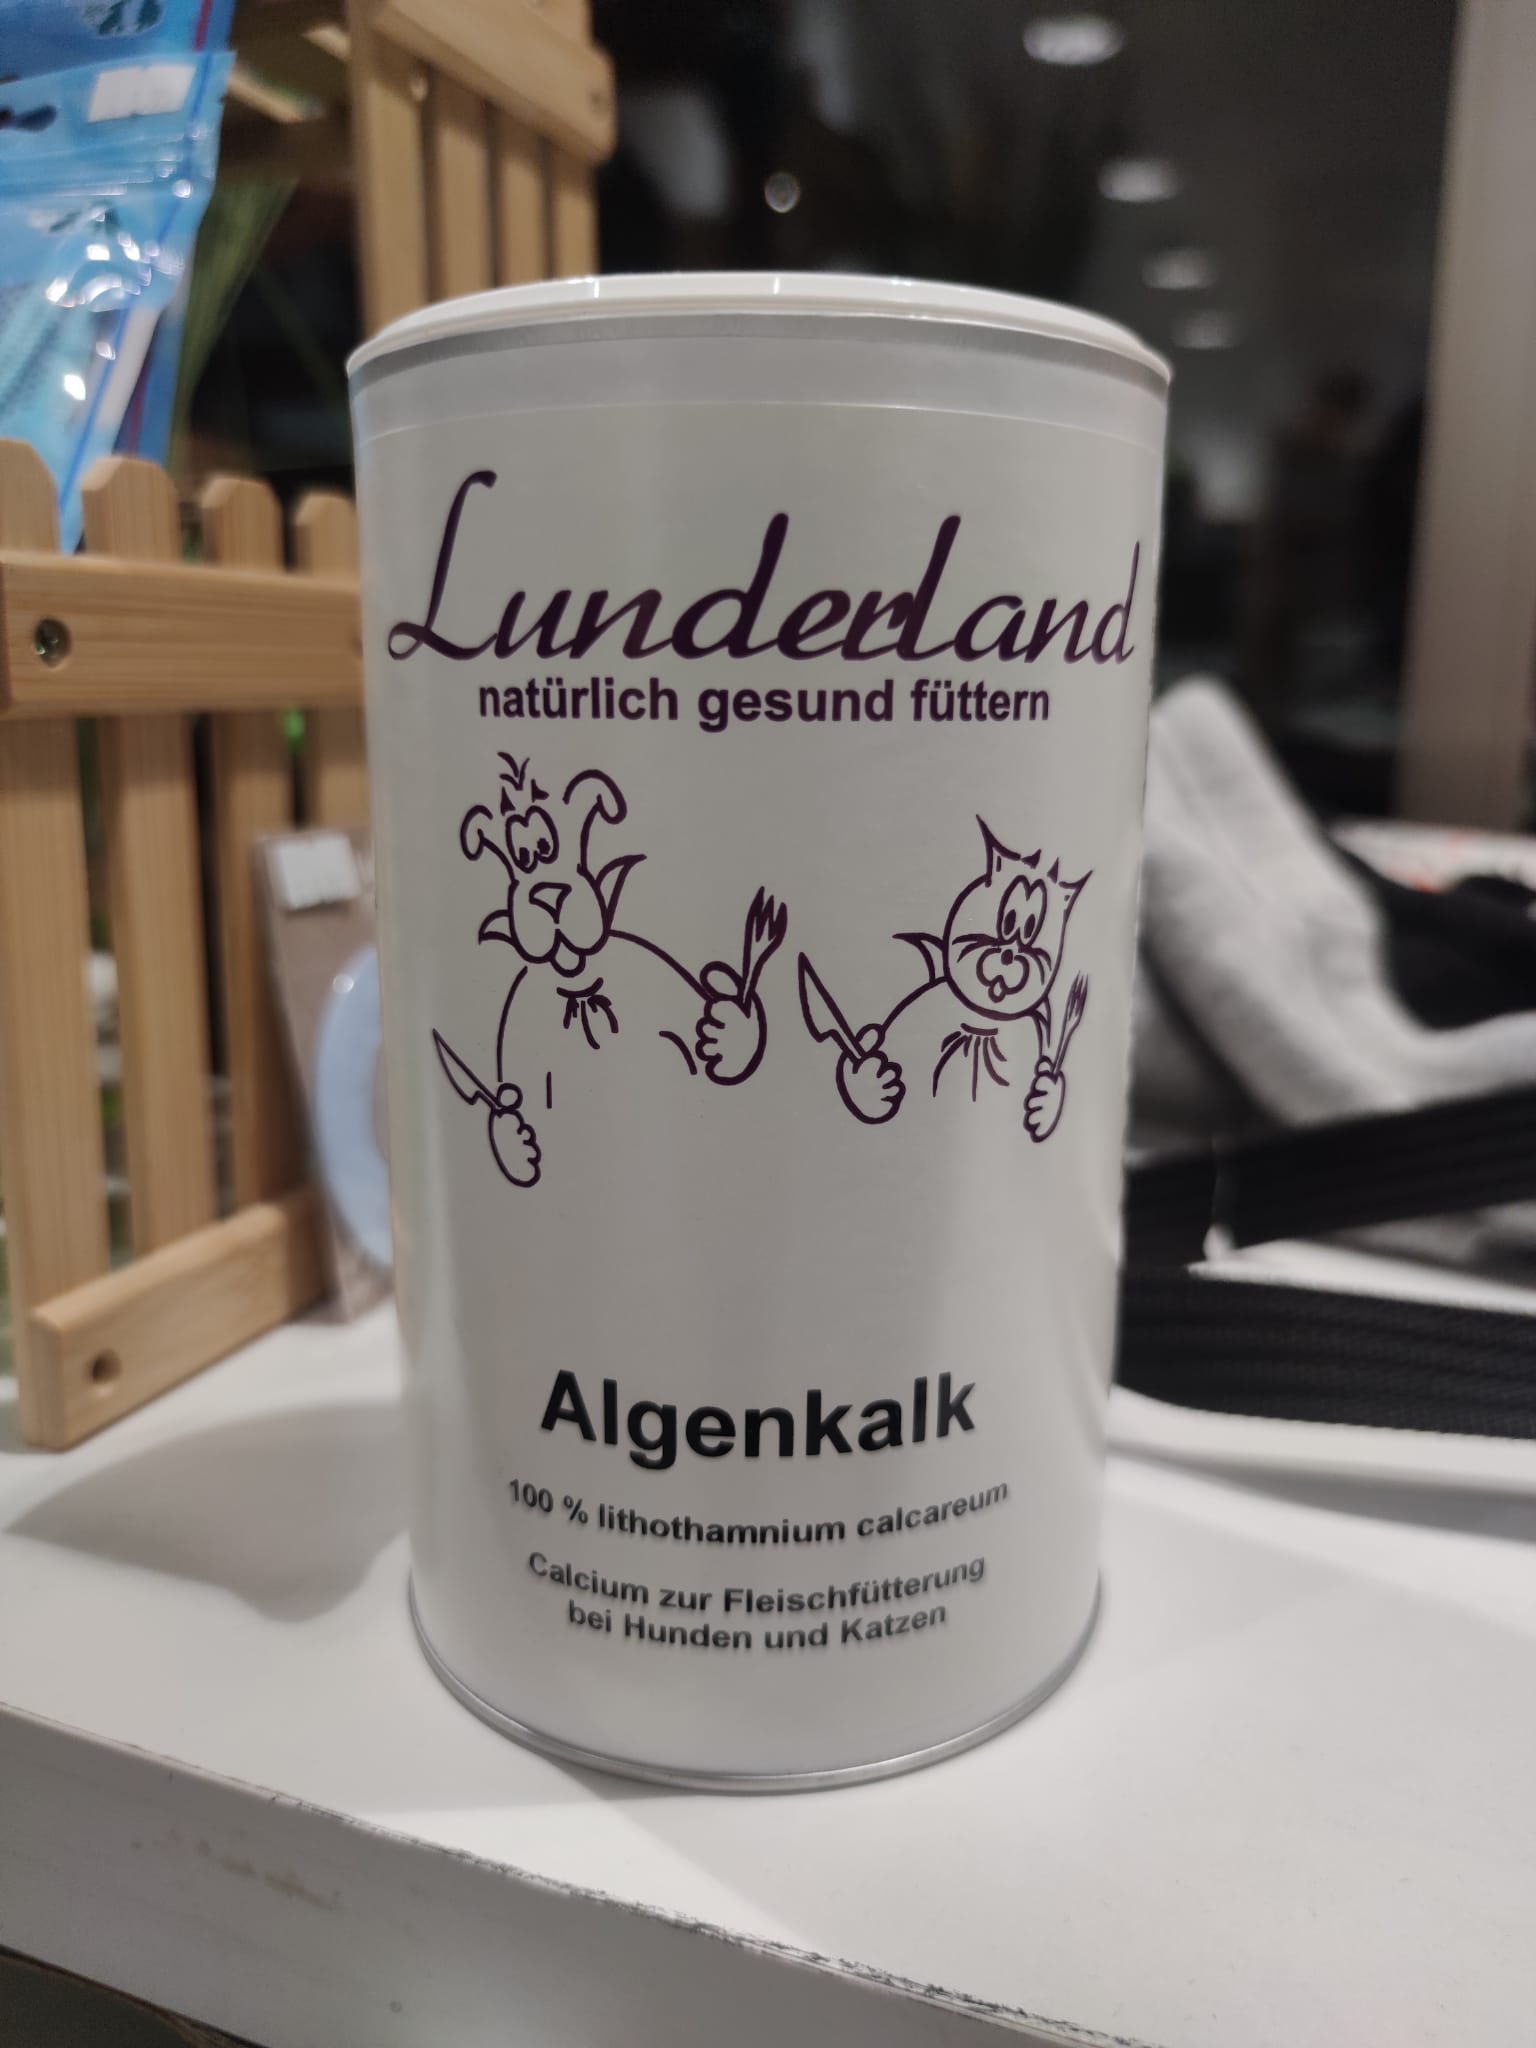 Lunderland
natürlich gesund füttern
Algenkalk
100 % lithothamnium calcareum
Calcium zur Fleischfütterung
bei Hunden und Katzen